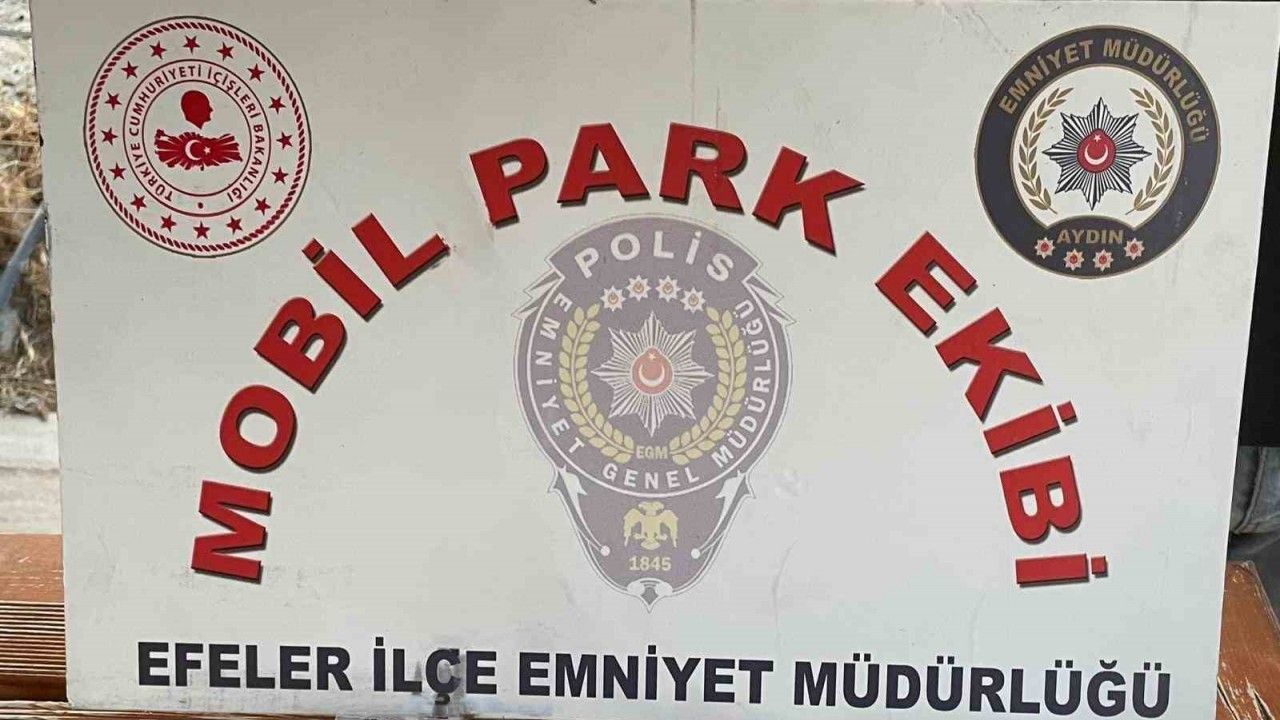 TÜRKİYE CUMHURİYETİ İÇİŞLERİ BAKANLIĞI
EMNİYET MÜDÜRLÜĞÜ
AYDIN
MOBİL PARK EKİBİ
POLİS
EMNİYET GENEL MÜDÜRLÜĞÜ
EGM
1845
EFELER İLÇE EMNİYET MÜDÜRLÜĞÜ